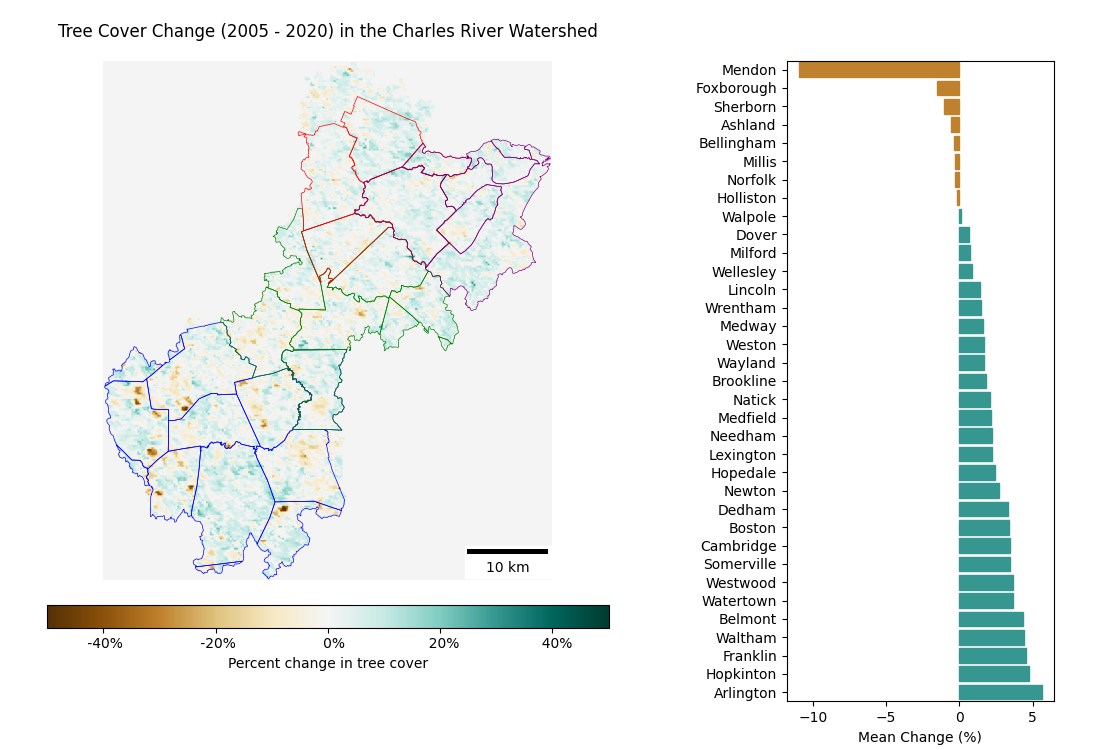 Tree Cover Change (2005 - 2020) in the Charles River Watershed
10 km
-40%
-20%
0%
20%
40%
Percent change in tree cover
Mendon
Foxborough
Sherborn
Ashland
Bellingham
Millis
Norfolk
Holliston
Walpole
Dover
Milford
Wellesley
Lincoln
Wrentham
Medway
Weston
Wayland
Brookline
Natick
Medfield
Needham
Lexington
Hopedale
Newton
Dedham
Boston
Cambridge
Somerville
Westwood
Watertown
Belmont
Waltham
Franklin
Hopkinton
Arlington
−10
−5
0
5
Mean Change (%)